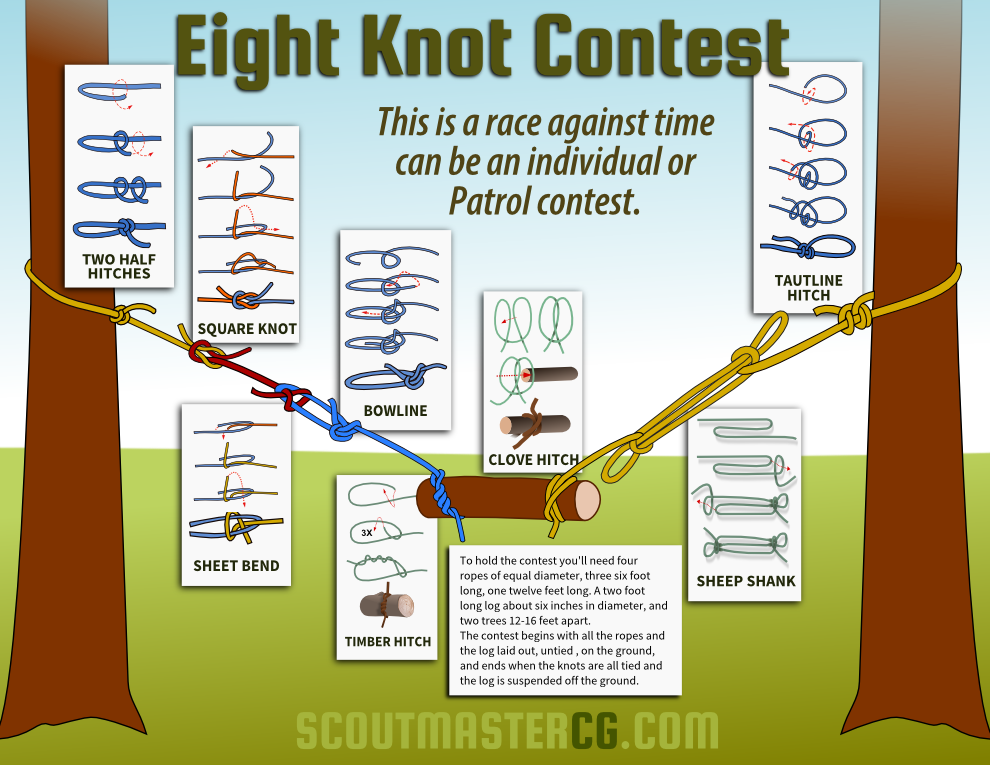 Eight Knot Contest
This is a race against time
can be an individual or
Patrol contest.
TWO HALF
HITCHES
SQUARE KNOT
BOWLINE
CLOVE HITCH
TAUTLINE
HITCH
SHEET BEND
3X
TIMBER HITCH
SHEEP SHANK
To hold the contest you'll need four
ropes of equal diameter, three six foot
long, one twelve feet long. A two foot
long log about six inches in diameter, and
two trees 12-16 feet apart.
The contest begins with all the ropes and
the log laid out, untied , on the ground,
and ends when the knots are all tied and
the log is suspended off the ground.
SCOUTMASTERCG.COM